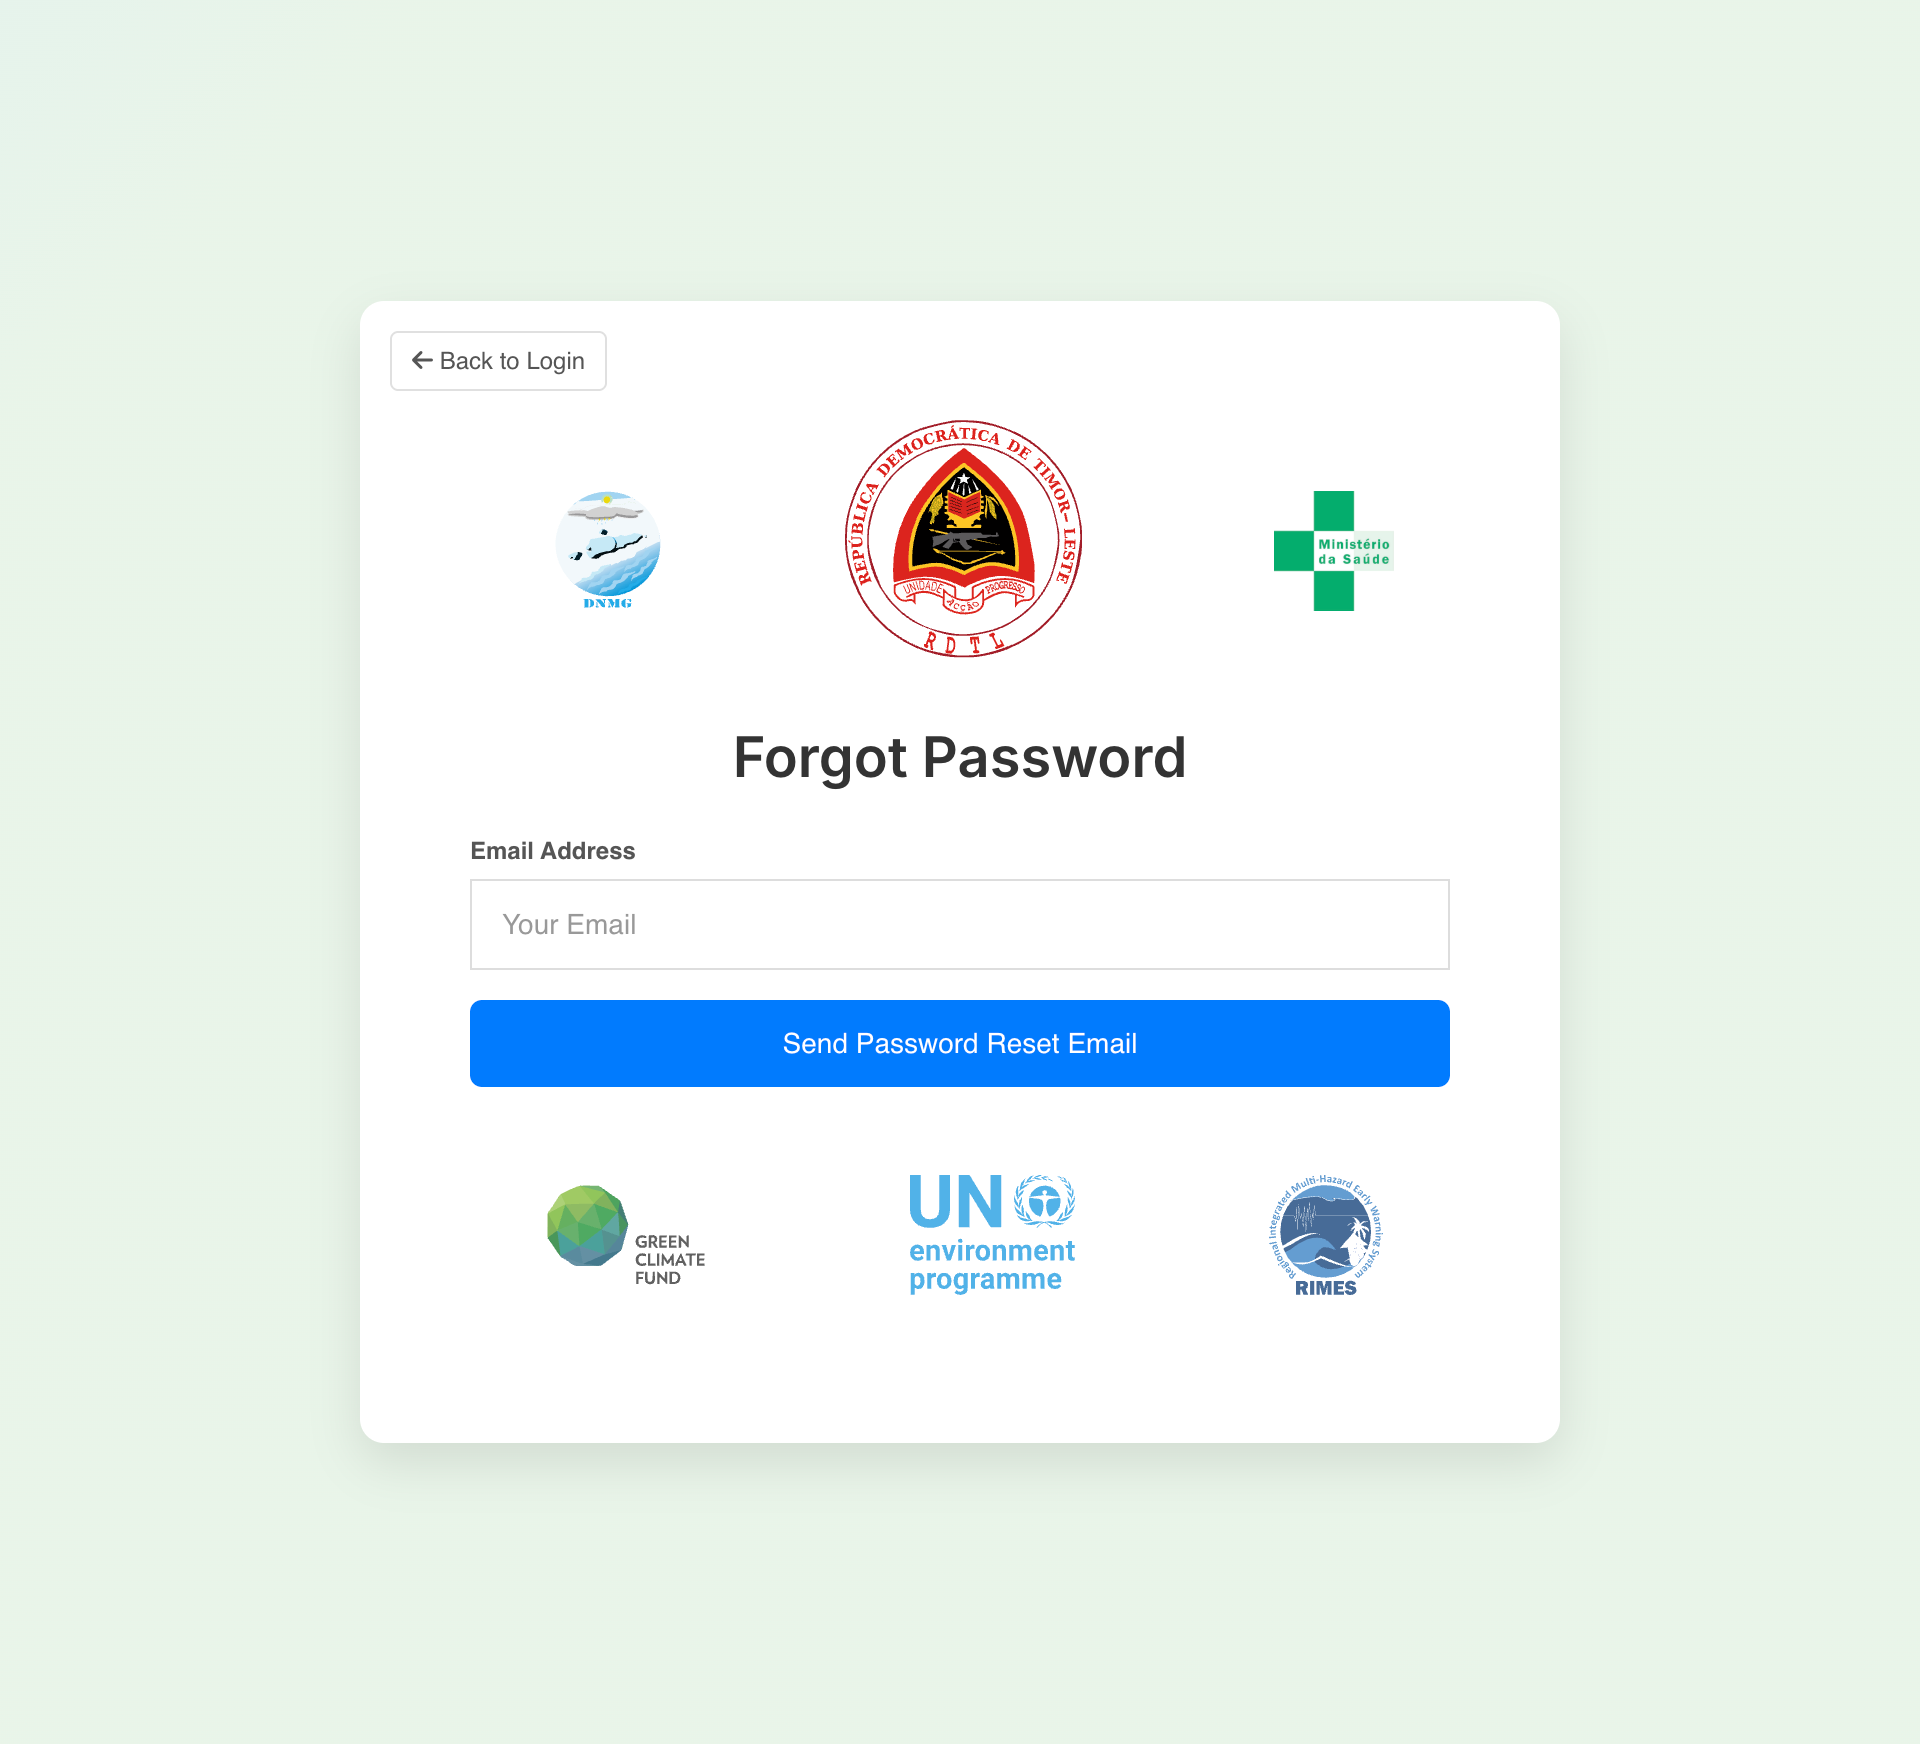 Back to Login
REPÚBLICA DEMOCRÁTICA DE TIMOR-LESTE
UNIDADE
ACÇÃO
PROGRESSO
R D T L
DNMG
Ministério
da Saúde
Forgot Password
Email Address
Your Email
Send Password Reset Email
GREEN
CLIMATE
FUND
UN
environment
programme
Regional Integrated Multi-Hazard Early Warning System
RIMES